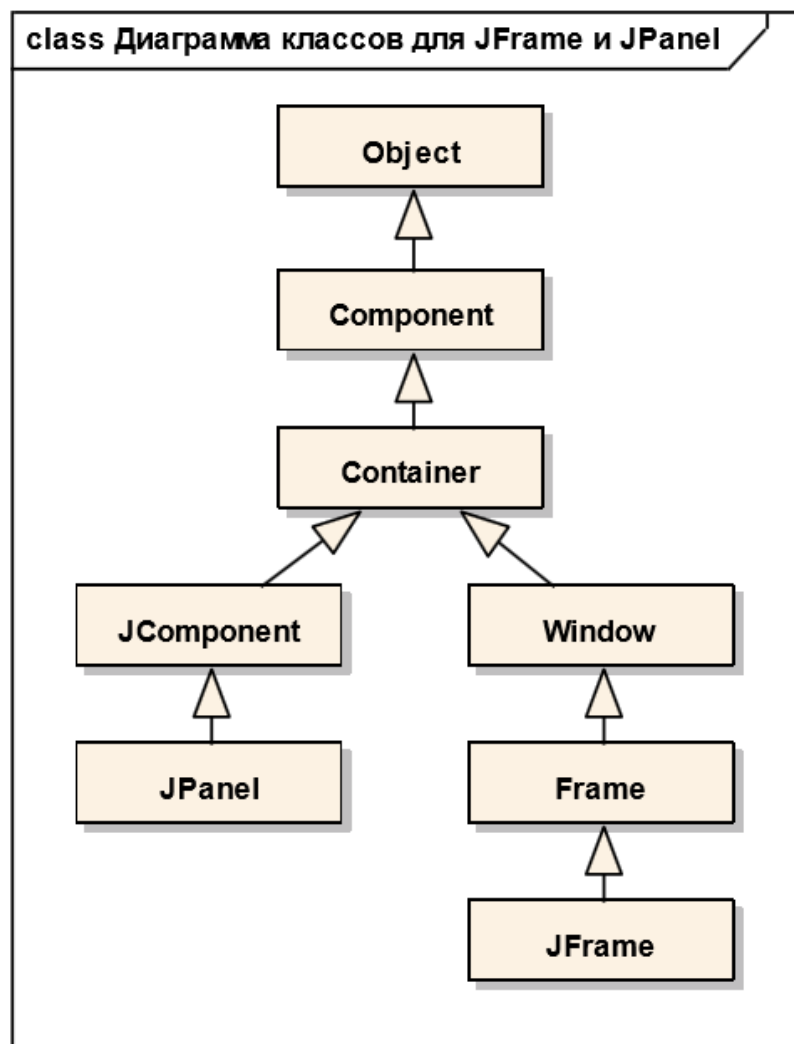 class Диаграмма классов для JFrame и JPanel
Object
Component
Container
JComponent
Window
JPanel
Frame
JFrame